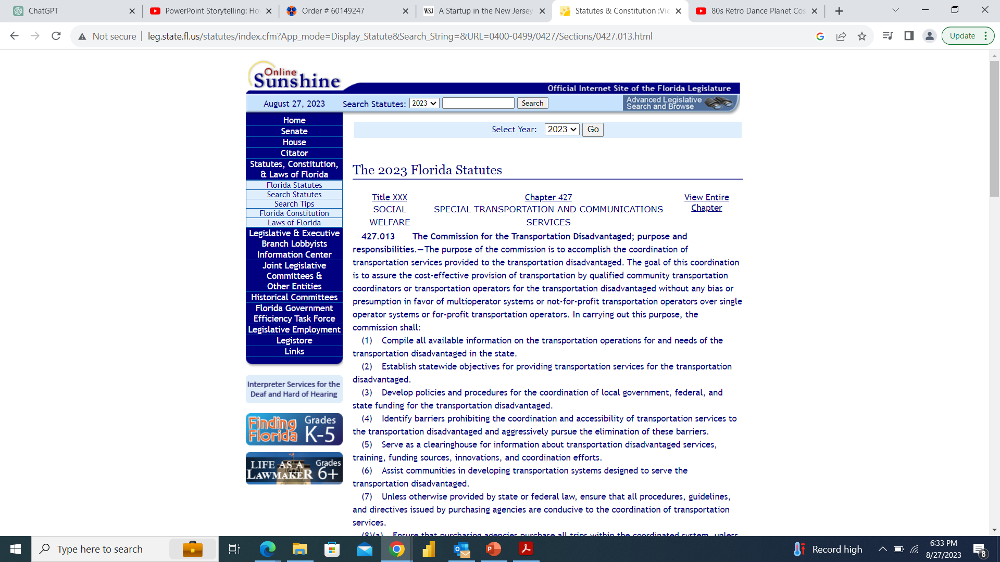 ChatGPT
PowerPoint Storytelling: Ho
Order # 60149247
WSJ A Startup in the New Jersey
Statutes & Constitution :Vie
80s Retro Dance Planet Cos
Not secure leg.state.fl.us/statutes/index.cfm?App_mode=Display_Statute&Search_String=&URL=0400-0499/0427/Sections/0427.013.html
Update
Online
Sunshine
Official Internet Site of the Florida Legislature
August 27, 2023 Search Statutes: 2023 Search
Advanced Legislative
Search and Browse
Home
Senate
House
Citator
Statutes, Constitution,
& Laws of Florida
Florida Statutes
Search Statutes
Search Tips
Florida Constitution
Laws of Florida
Legislative & Executive
Branch Lobbyists
Information Center
Joint Legislative
Committees &
Other Entities
Historical Committees
Florida Government
Efficiency Task Force
Legislative Employment
Legistore
Links
Interpreter Services for the
Deaf and Hard of Hearing
Finding
Florida
Grades
K-5
LIFE AS A
LAWMAKER
Grades
6+
Select Year: 2023 Go
The 2023 Florida Statutes
Title XXX
SOCIAL
WELFARE
Chapter 427
SPECIAL TRANSPORTATION AND COMMUNICATIONS
SERVICES
View Entire
Chapter
427.013 The Commission for the Transportation Disadvantaged; purpose and
responsibilities.—The purpose of the commission is to accomplish the coordination of
transportation services provided to the transportation disadvantaged. The goal of this coordination
is to assure the cost-effective provision of transportation by qualified community transportation
coordinators or transportation operators for the transportation disadvantaged without any bias or
presumption in favor of multioperator systems or not-for-profit transportation operators over single
operator systems or for-profit transportation operators. In carrying out this purpose, the
commission shall:
(1) Compile all available information on the transportation operations for and needs of the
transportation disadvantaged in the state.
(2) Establish statewide objectives for providing transportation services for the transportation
disadvantaged.
(3) Develop policies and procedures for the coordination of local government, federal, and
state funding for the transportation disadvantaged.
(4) Identify barriers prohibiting the coordination and accessibility of transportation services to
the transportation disadvantaged and aggressively pursue the elimination of these barriers.
(5) Serve as a clearinghouse for information about transportation disadvantaged services,
training, funding sources, innovations, and coordination efforts.
(6) Assist communities in developing transportation systems designed to serve the
transportation disadvantaged.
(7) Unless otherwise provided by state or federal law, ensure that all procedures, guidelines,
and directives issued by purchasing agencies are conducive to the coordination of transportation
services.
(8)(a) Ensure that purchasing agencies purchase all trips within the coordinated system, unless
Type here to search
Record high
6:33 PM
8/27/2023
8